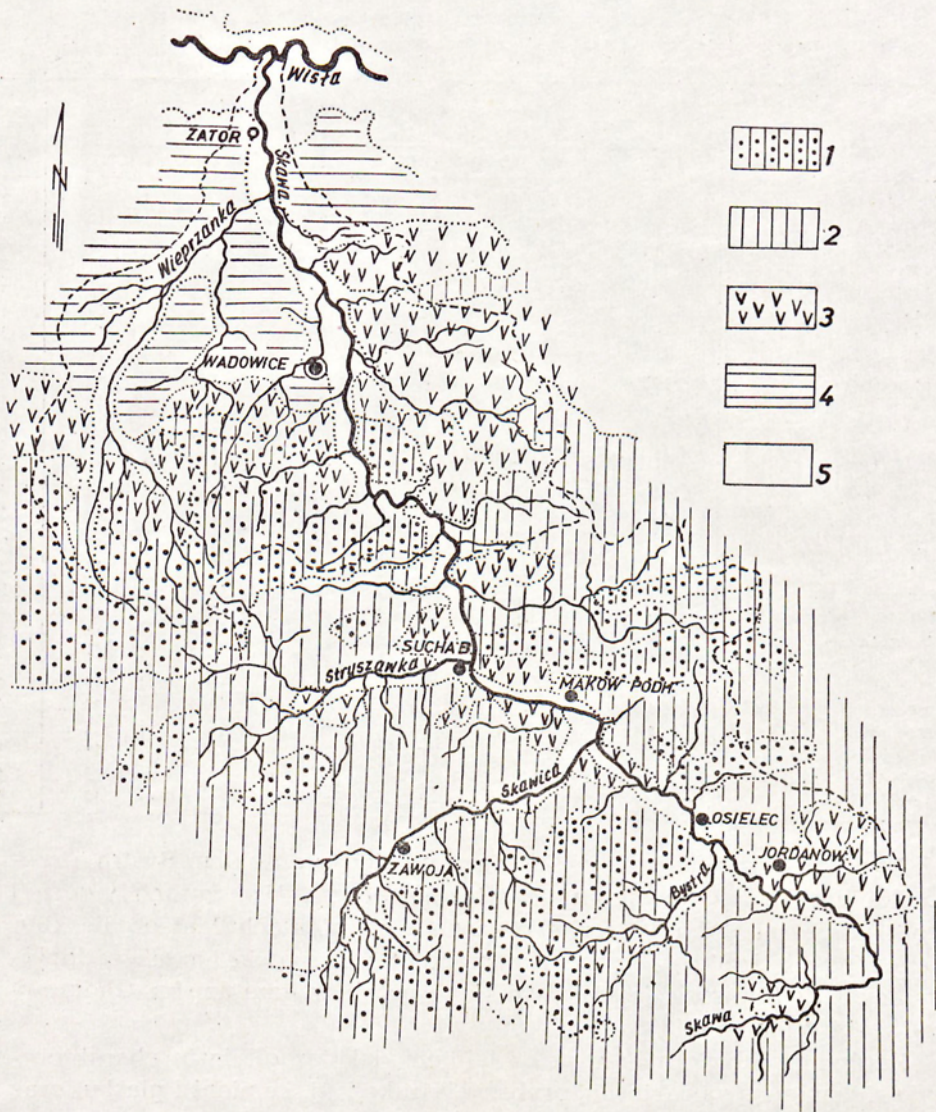 Wisła
ZATOR
1
N
Skawa
2
Wieprzanka
3
WADOWICE
4
5
SUCHA B.
Stryszawka
MAKÓW PODH.
Skawica
OSIELEC
JORDANÓW
ZAWOJA
Bystra
Skawa